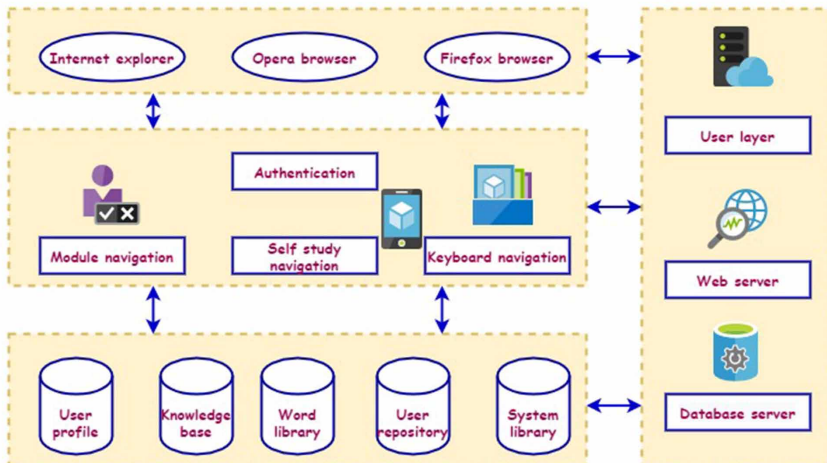 Internet explorer
Opera browser
Firefox browser
Authentication
Module navigation
Self study
navigation
Keyboard navigation
User
profile
Knowledge
base
Word
library
User
repository
System
library
User layer
Web server
Database server